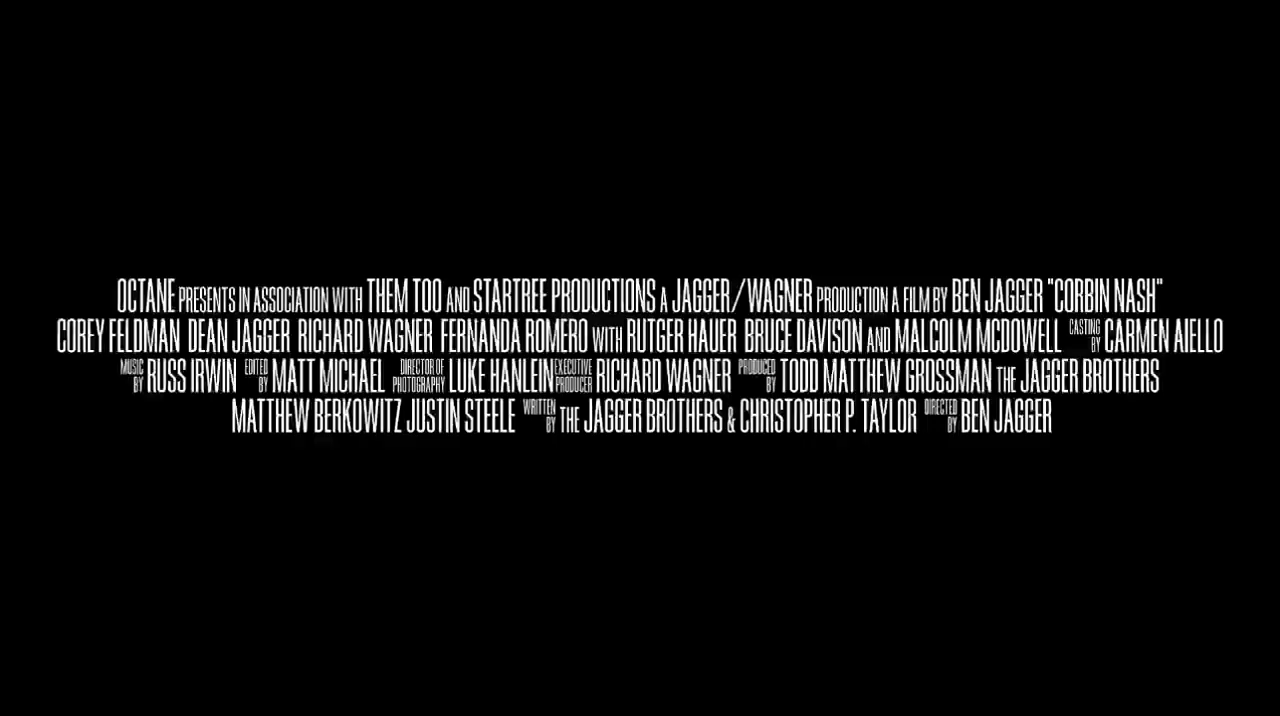 OCTANE PRESENTS IN ASSOCIATION WITH THEM TOO AND STARTREE PRODUCTIONS A JAGGER/WAGNER PRODUCTION A FILM BY BEN JAGGER "CORBIN NASH"
COREY FELDMAN DEAN JAGGER RICHARD WAGNER FERNANDA ROMERO WITH RUTGER HAUER BRUCE DAVISON AND MALCOLM MCDOWELL CASTING BY CARMEN AIELLO
MUSIC BY RUSS IRWIN EDITED BY MATT MICHAEL DIRECTOR OF PHOTOGRAPHY LUKE HANLEIN EXECUTIVE PRODUCER RICHARD WAGNER PRODUCED BY TODD MATTHEW GROSSMAN THE JAGGER BROTHERS
MATTHEW BERKOWITZ JUSTIN STEELE WRITTEN BY THE JAGGER BROTHERS & CHRISTOPHER P. TAYLOR DIRECTED BY BEN JAGGER